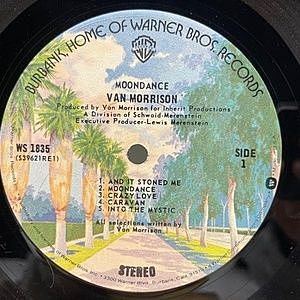 BURBANK, HOME OF WARNER BROS. RECORDS
MOONDANCE
VAN MORRISON
Produced by Van Morrison for Inherit Productions
A Division of Schwaid-Merenstein
Executive Producer-Lewis Merenstein
WS 1835
(S39621RE1)
SIDE
1
1. AND IT STONED ME
2. MOONDANCE
3. CRAZY LOVE
4. CARAVAN
5. INTO THE MYSTIC
All selections written by
Van Morrison
STEREO